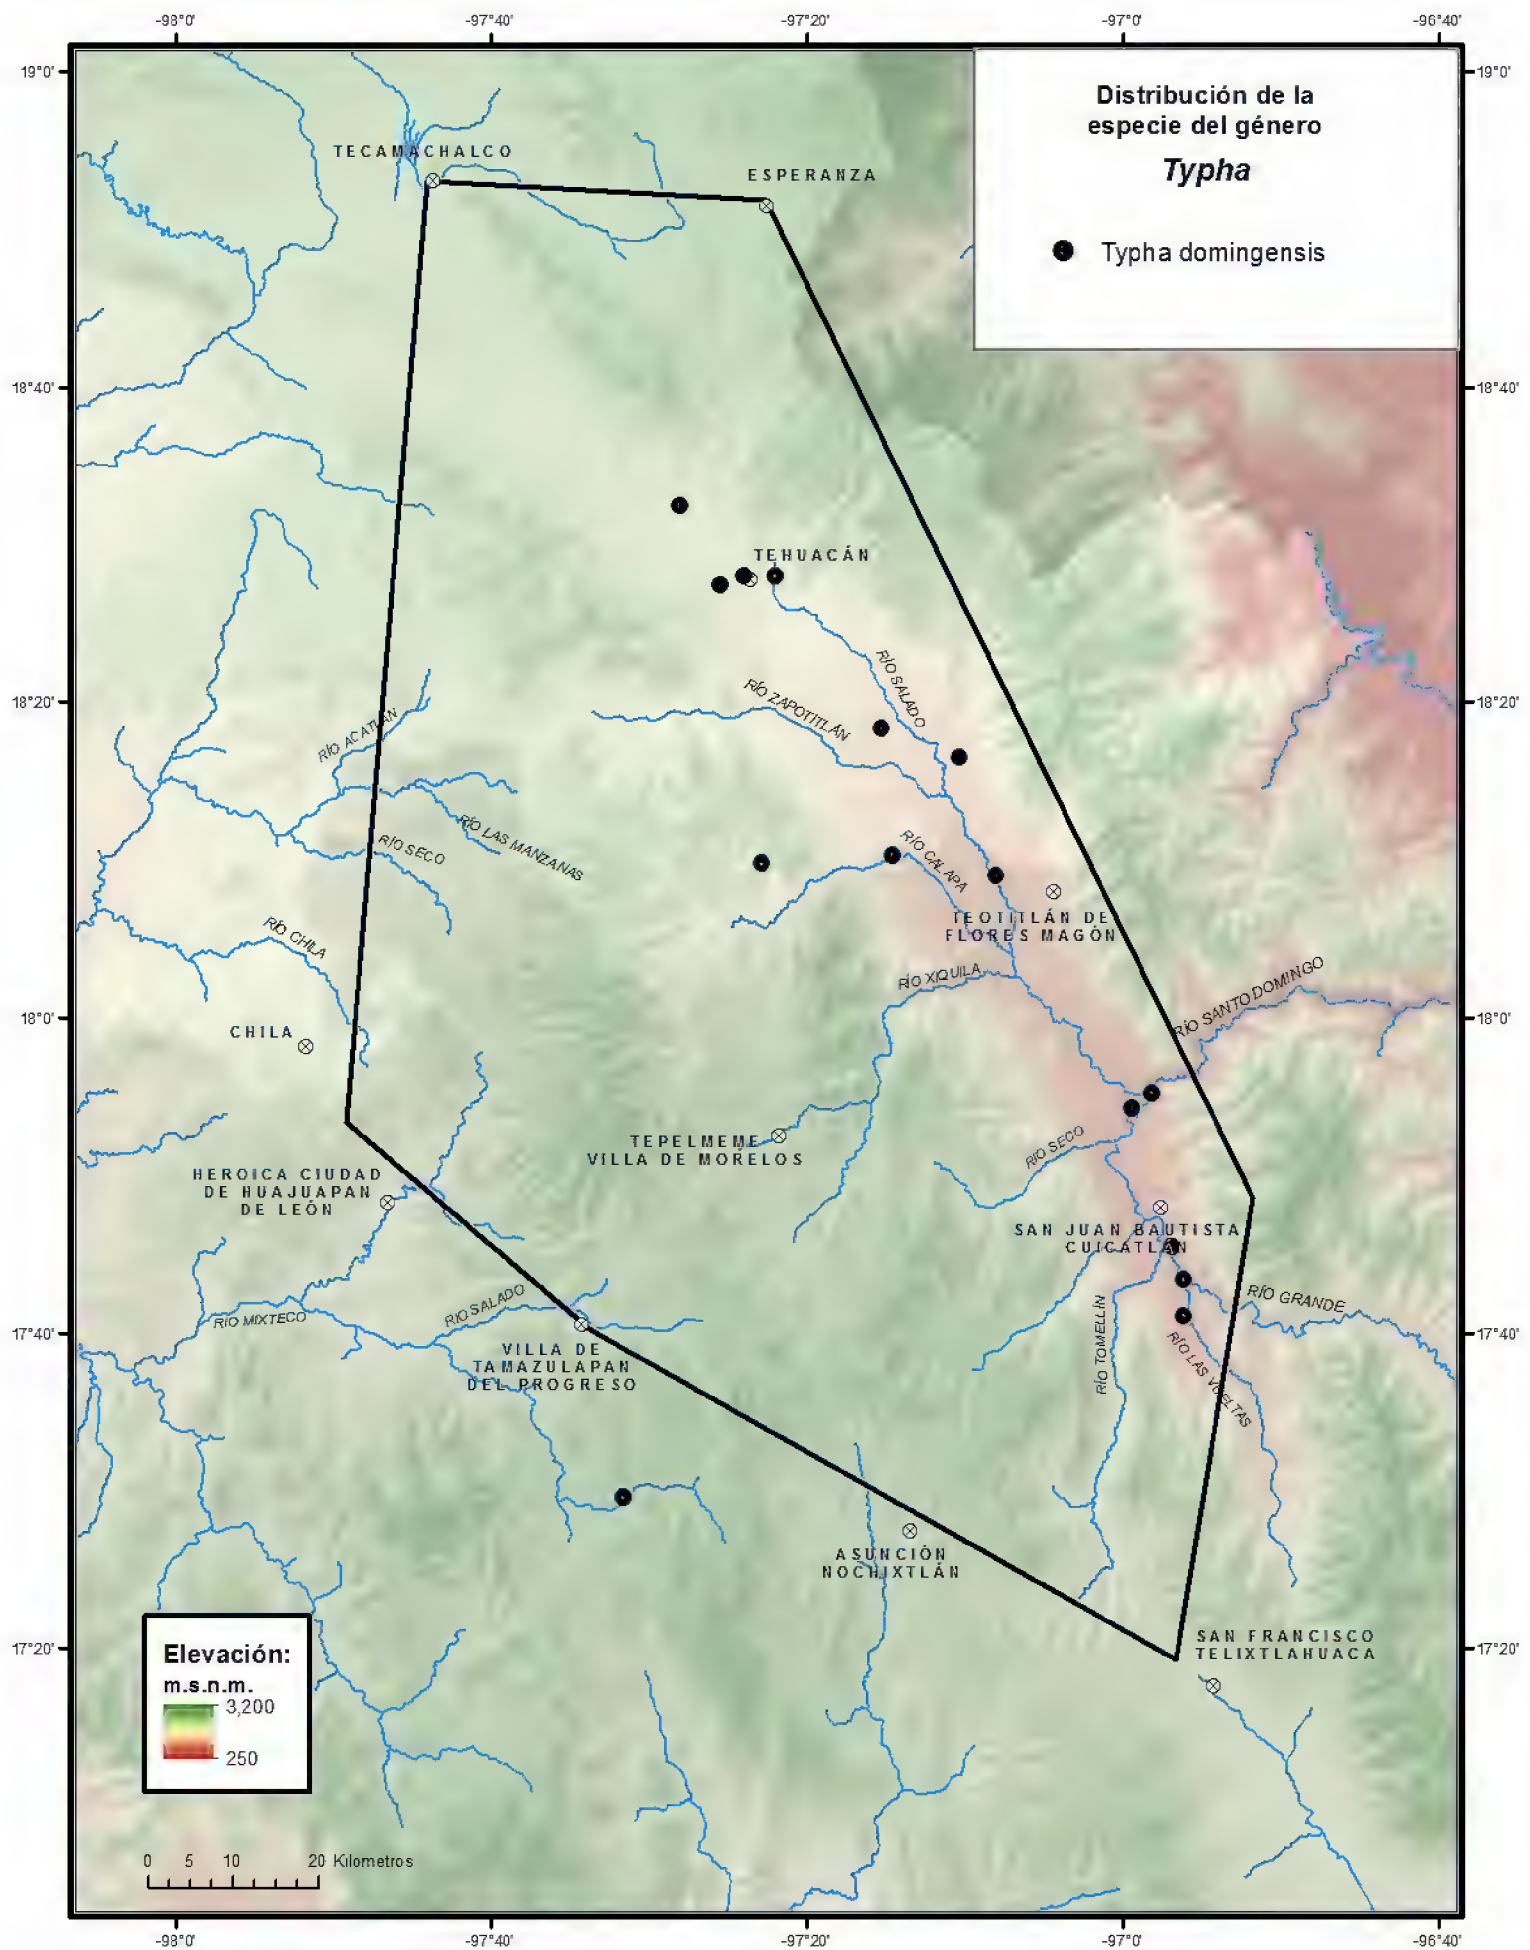 -98°0' -97°40' -97°20' -97°0' -96°40'
19°0'
19°0'
Distribución de la
especie del género
Typha
Typha domingensis
TECAMACHALCO
ESPERANZA
18°40'
18°40'
TEHUACÁN
RÍO SALADO
RÍO ZAPOTITLÁN
18°20'
18°20'
RÍO ACATLÁN
RÍO LAS MANZANAS
RÍO SECO
RÍO CALAPA
TEOTITLÁN DE
FLORES MAGÓN
RÍO CHILA
RÍO XIQUILA
RÍO SANTO DOMINGO
18°0'
18°0'
CHILA
TEPELMEME
VILLA DE MORELOS
RÍO SECO
HEROICA CIUDAD
DE HUAJUAPAN
DE LEÓN
SAN JUAN BAUTISTA
CUICATLÁN
RÍO GRANDE
RÍO SALADO
RÍO MIXTECO
17°40'
17°40'
RÍO TOMELLÍN
RÍO LAS VUELTAS
VILLA DE
TAMAZULAPAN
DEL PROGRESO
ASUNCIÓN
NOCHIXTLÁN
SAN FRANCISCO
TELIXTLAHUACA
17°20'
17°20'
Elevación:
m.s.n.m.
3,200
250
0 5 10 20 Kilometros
-98°0' -97°40' -97°20' -97°0' -96°40'